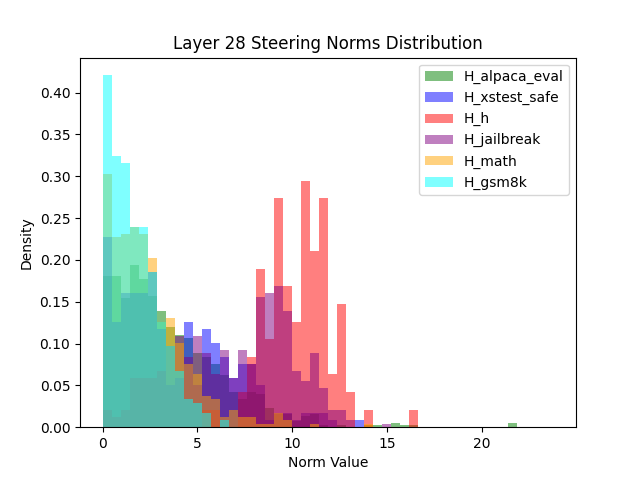 Layer 28 Steering Norms Distribution
H_alpaca_eval
H_xstest_safe
H_h
H_jailbreak
H_math
H_gsm8k
Density
0.40
0.35
0.30
0.25
0.20
0.15
0.10
0.05
0.00
0
5
10
15
20
Norm Value